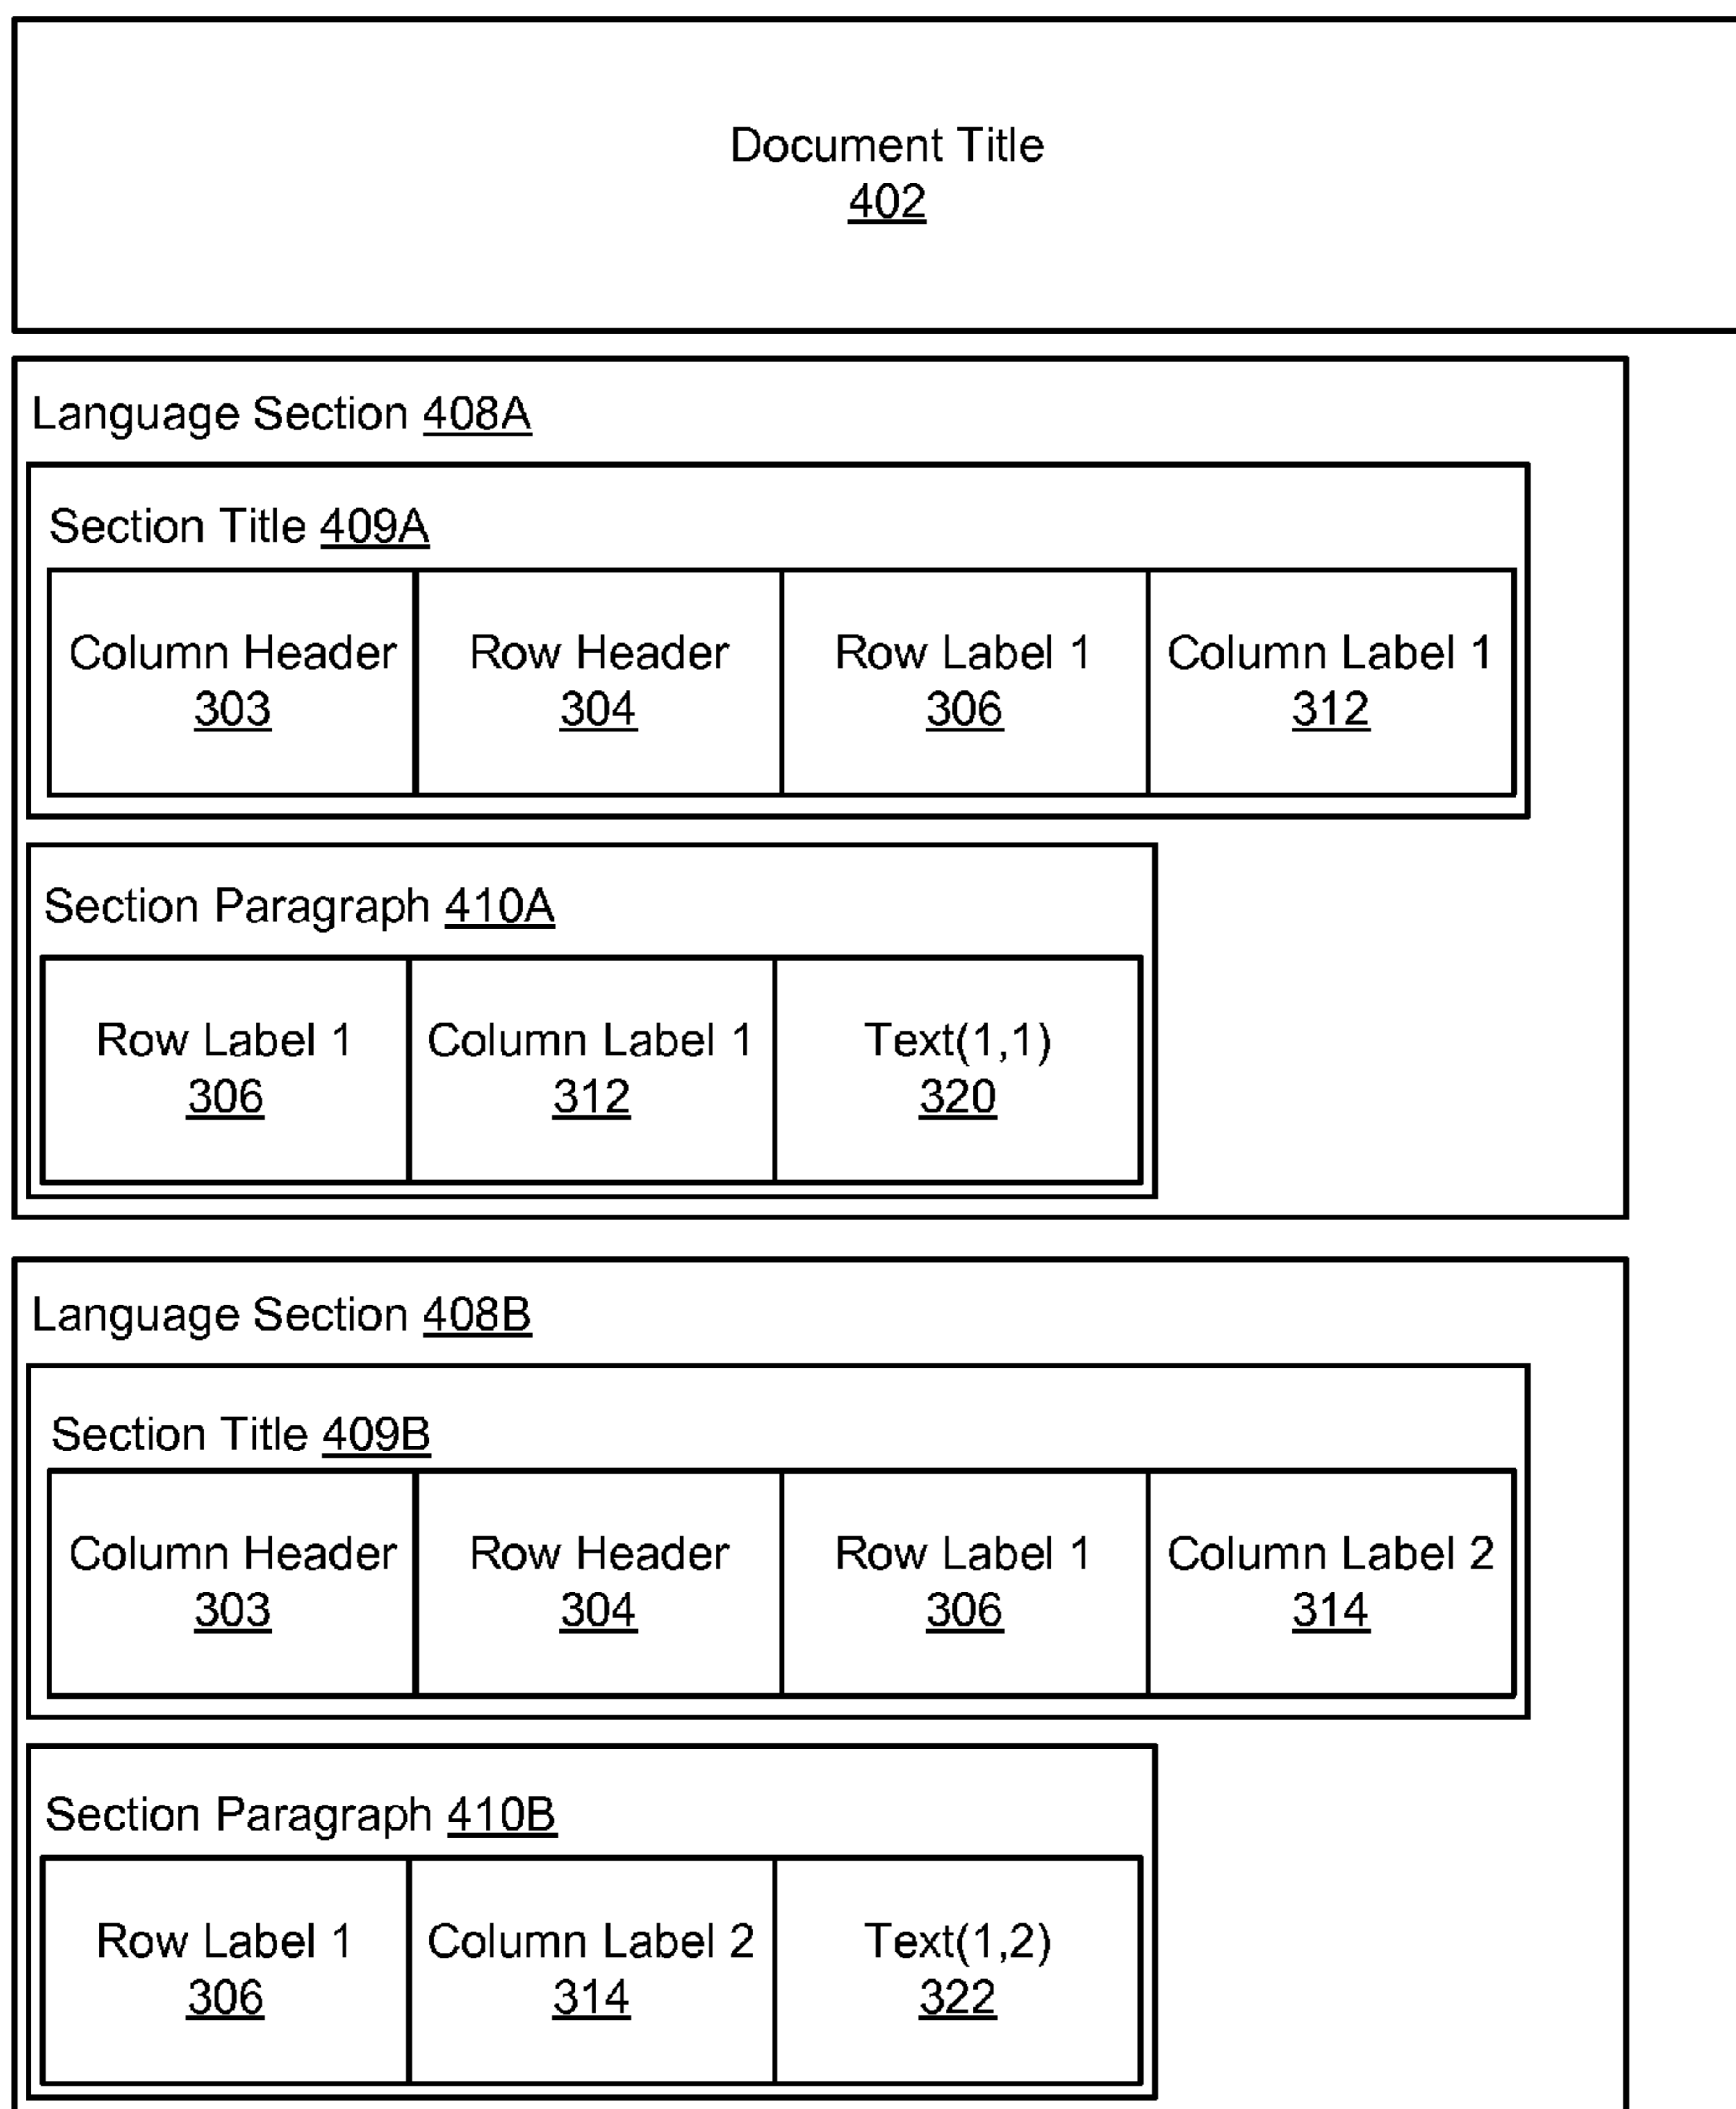 Document Title
402
Language Section 408A
Section Title 409A
Column Header
303
Row Header
304
Row Label 1
306
Column Label 1
312
Section Paragraph 410A
Row Label 1
306
Column Label 1
312
Text(1,1)
320
Language Section 408B
Section Title 409B
Column Header
303
Row Header
304
Row Label 1
306
Column Label 2
314
Section Paragraph 410B
Row Label 1
306
Column Label 2
314
Text(1,2)
322